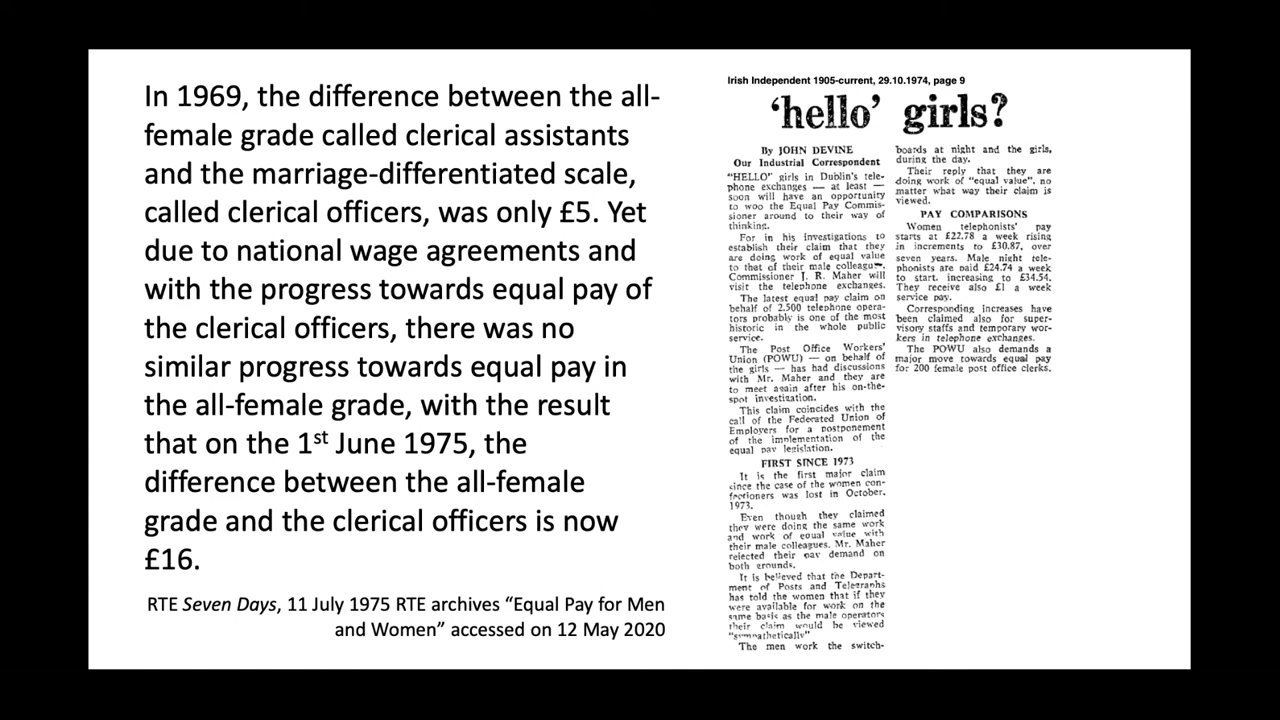 In 1969, the difference between the all-
female grade called clerical assistants
and the marriage-differentiated scale,
called clerical officers, was only £5. Yet
due to national wage agreements and
with the progress towards equal pay of
the clerical officers, there was no
similar progress towards equal pay in
the all-female grade, with the result
that on the 1st June 1975, the
difference between the all-female
grade and the clerical officers is now
£16.
RTE Seven Days, 11 July 1975 RTE archives “Equal Pay for Men
and Women” accessed on 12 May 2020
Irish Independent 1905-current, 29.10.1974, page 9
‘hello’ girls?
By JOHN DEVINE
Our Industrial Correspondent
“HELLO” girls in Dublin's tele-
phone exchanges — at least —
soon will have an opportunity
to woo the Equal Pay Commis-
sioner around to their way of
thinking.
For in his investigations to
establish their claim that they
are doing work of equal value
to that of their male colleagues,
Commissioner J. R. Maher will
visit the telephone exchanges.
The latest equal pay claim on
behalf of 2,500 telephone opera-
tors probably is one of the most
historic in the whole public
service.
The Post Office Workers'
Union (POWU) — on behalf of
the girls — has had discussions
with Mr. Maher and they are
to meet again after his on-the-
spot investigation.
This claim coincides with the
call of the Federated Union of
Employers for a postponement
of the implementation of the
equal pay legislation.
FIRST SINCE 1973
It is the first major claim
since the case of the women con-
fectioners was lost in October,
1973.
Even though they claimed
they were doing the same work
and work of equal value with
their male colleagues, Mr. Maher
rejected their pay demand on
both grounds.
It is believed that the Depart-
ment of Posts and Telegraphs
has told the women that if they
were available for work on the
same basis as the male operators
their claim would be viewed
“sympathetically”
The men work the switch-
boards at night and the girls,
during the day.
Their reply that they are
doing work of “equal value”, no
matter what way their claim is
viewed.
PAY COMPARISONS
Women telephonists' pay
starts at £22.78 a week rising
in increments to £30.87, over
seven years. Male night tele-
phonists are paid £24.74 a week
to start, increasing to £34.54.
They receive also £1 a week
service pay.
Corresponding increases have
been claimed also for super-
visory staffs and temporary wor-
kers in telephone exchanges.
The POWU also demands a
major move towards equal pay
for 200 female post office clerks.